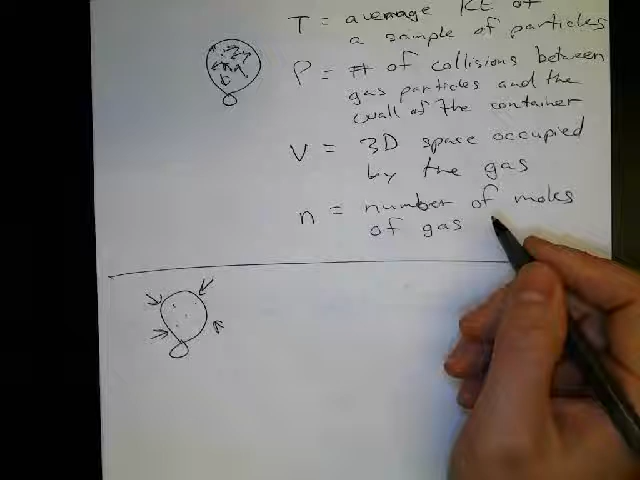 T = average KE of
a sample of particles
P = # of collisions between
gas particles and the
wall of the container
V = 3D space occupied
by the gas
n = number of moles
of gas